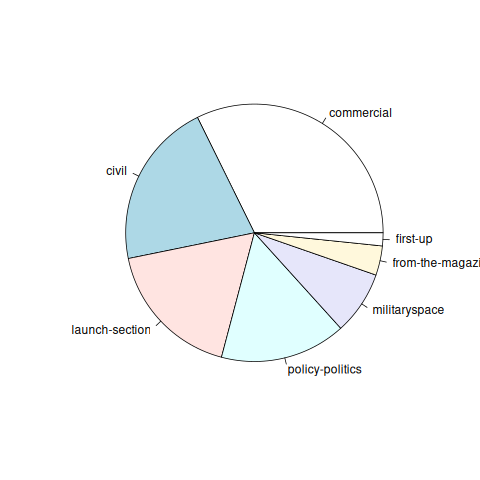 commercial
civil
first-up
from-the-magazi
militaryspace
launch-section
policy-politics